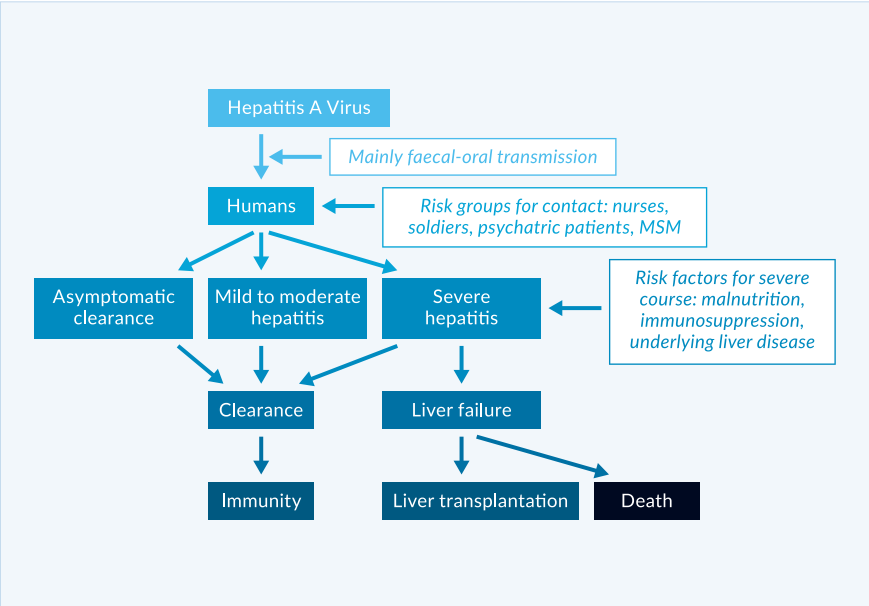 Hepatitis A Virus
Mainly faecal-oral transmission
Humans
Risk groups for contact: nurses,
soldiers, psychatric patients, MSM
Asymptomatic
clearance
Mild to moderate
hepatitis
Severe
hepatitis
Risk factors for severe
course: malnutrition,
immunosuppression,
underlying liver disease
Clearance
Liver failure
Immunity
Liver transplantation
Death